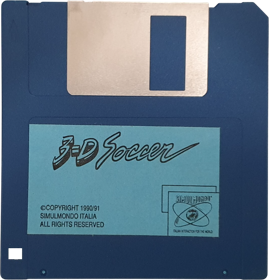 3-D Soccer
©COPYRIGHT 1990/91
SIMULMONDO ITALIA
ALL RIGHTS RESERVED